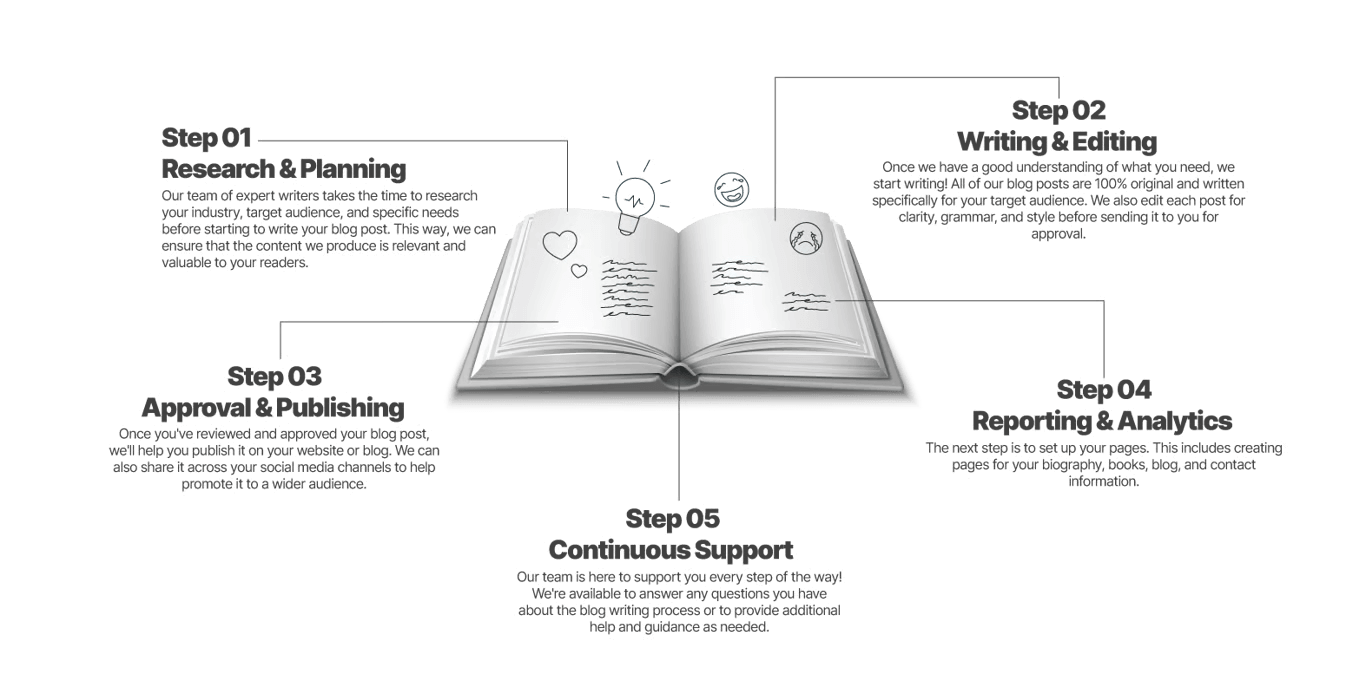 Step 01
Research & Planning
Our team of expert writers takes the time to research
your industry, target audience, and specific needs
before starting to write your blog post. This way, we can
ensure that the content we produce is relevant and
valuable to your readers.
Step 02
Writing & Editing
Once we have a good understanding of what you need, we
start writing! All of our blog posts are 100% original and written
specifically for your target audience. We also edit each post for
clarity, grammar, and style before sending it to you for
approval.
Step 03
Approval & Publishing
Once you've reviewed and approved your blog post,
we'll help you publish it on your website or blog. We can
also share it across your social media channels to help
promote it to a wider audience.
Step 04
Reporting & Analytics
The next step is to set up your pages. This includes creating
pages for your biography, books, blog, and contact
information.
Step 05
Continuous Support
Our team is here to support you every step of the way!
We're available to answer any questions you have
about the blog writing process or to provide additional
help and guidance as needed.